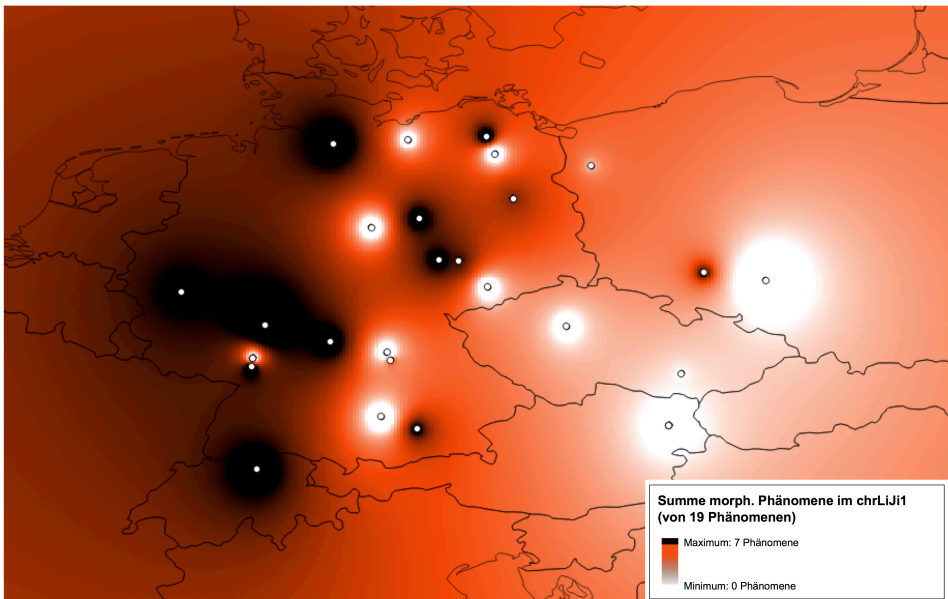 Summe morph. Phänomene im chrLiJi1
(von 19 Phänomenen)
Maximum: 7 Phänomene
Minimum: 0 Phänomene